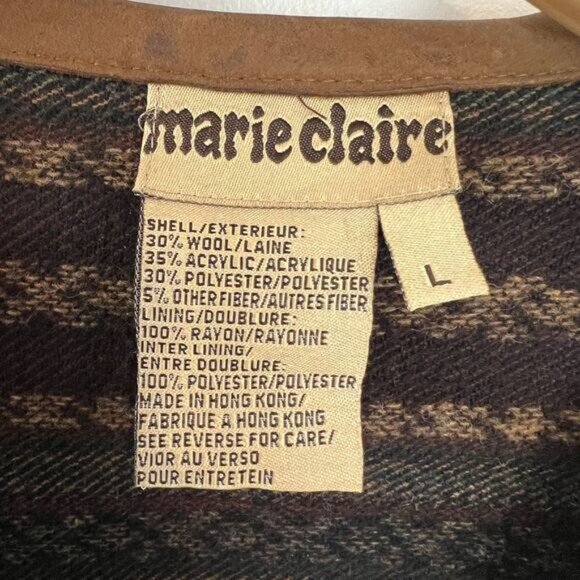 marie claire
L
SHELL/EXTERIEUR:
30% WOOL/LAINE
35% ACRYLIC/ACRYLIQUE
30% POLYESTER/POLYESTER
5% OTHER FIBER/AUTRES FIBER
LINING/DOUBLURE:
100% RAYON/RAYONNE
INTER LINING/
ENTRE DOUBLURE:
100% POLYESTER/POLYESTER
MADE IN HONG KONG/
FABRIQUE A HONG KONG
SEE REVERSE FOR CARE/
VIOR AU VERSO
POUR ENTRETEIN